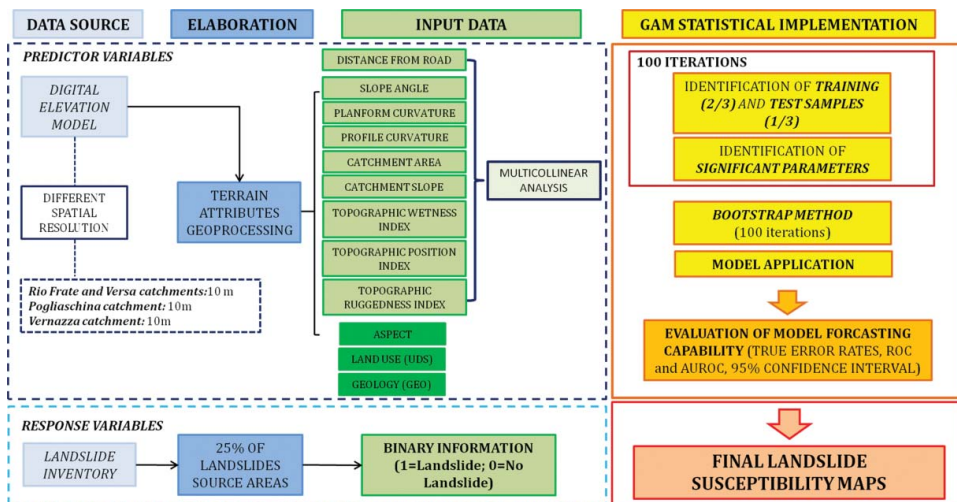 DATA SOURCE
ELABORATION
INPUT DATA
GAM STATISTICAL IMPLEMENTATION
PREDICTOR VARIABLES
DIGITAL
ELEVATION
MODEL
DIFFERENT
SPATIAL
RESOLUTION
Rio Frate and Versa catchments:10 m
Pogliaschina catchment: 10m
Vernazza catchment: 10m
TERRAIN
ATTRIBUTES
GEOPROCESSING
DISTANCE FROM ROAD
SLOPE ANGLE
PLANFORM CURVATURE
PROFILE CURVATURE
CATCHMENT AREA
CATCHMENT SLOPE
TOPOGRAPHIC WETNESS
INDEX
TOPOGRAPHIC POSITION
INDEX
TOPOGRAPHIC
RUGGEDNESS INDEX
ASPECT
LAND USE (UDS)
GEOLOGY (GEO)
MULTICOLLINEAR
ANALYSIS
100 ITERATIONS
IDENTIFICATION OF TRAINING
(2/3) AND TEST SAMPLES
(1/3)
IDENTIFICATION OF
SIGNIFICANT PARAMETERS
BOOTSTRAP METHOD
(100 iterations)
MODEL APPLICATION
EVALUATION OF MODEL FORCASTING
CAPABILITY (TRUE ERROR RATES, ROC
and AUROC, 95% CONFIDENCE INTERVAL)
RESPONSE VARIABLES
LANDSLIDE
INVENTORY
25% OF
LANDSLIDES
SOURCE AREAS
BINARY INFORMATION
(1=Landslide; 0=No
Landslide)
FINAL LANDSLIDE
SUSCEPTIBILITY MAPS